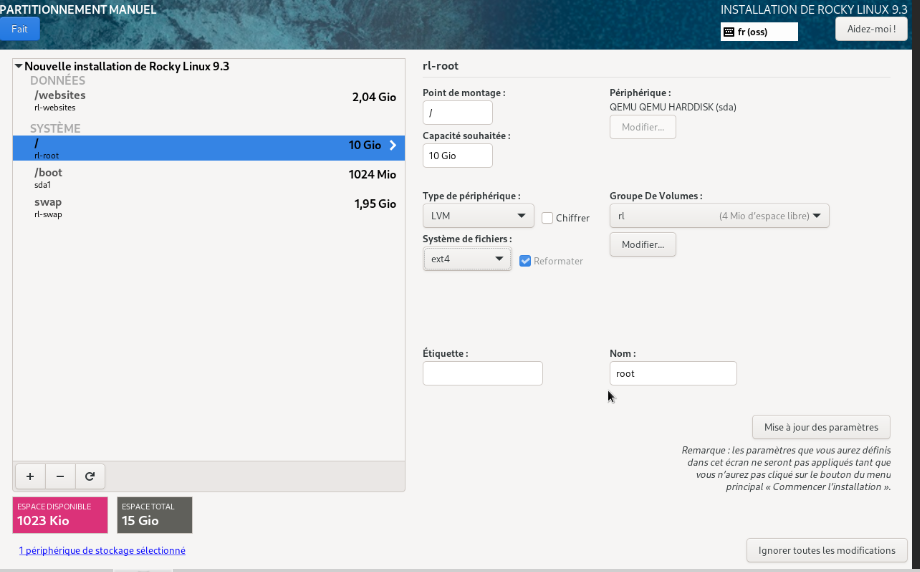 PARTITIONNEMENT MANUEL
INSTALLATION DE ROCKY LINUX 9.3
Fait
fr (oss)
Aidez-moi !
Nouvelle installation de Rocky Linux 9.3
DONNÉES
/websites
2,04 Gio
rl-websites
SYSTÈME
/
10 Gio
rl-root
/boot
1024 Mio
sda1
swap
1,95 Gio
rl-swap
+ −
ESPACE DISPONIBLE
1023 Kio
ESPACE TOTAL
15 Gio
1 périphérique de stockage sélectionné
rl-root
Point de montage :
/
Périphérique :
QEMU QEMU HARDDISK (sda)
Modifier...
Capacité souhaitée :
10 Gio
Type de périphérique :
LVM
Chiffrer
Groupe De Volumes :
rl (4 Mio d'espace libre)
Modifier...
Système de fichiers :
ext4
Reformater
Étiquette :
Nom :
root
Mise à jour des paramètres
Remarque : les paramètres que vous aurez définis
dans cet écran ne seront pas appliqués tant que
vous n'aurez pas cliqué sur le bouton du menu
principal « Commencer l'installation ».
Ignorer toutes les modifications